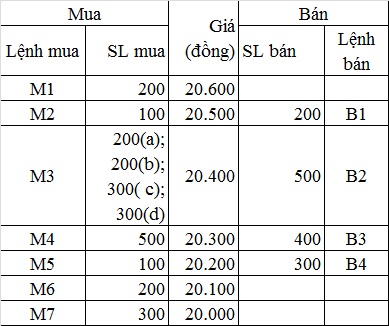 Mua Giá (đồng) Bán
Lệnh mua SL mua SL bán Lệnh bán
M1 200 20.600
M2 100 20.500 200 B1
M3 200(a); 200(b); 300( c); 300(d) 20.400 500 B2
M4 500 20.300 400 B3
M5 100 20.200 300 B4
M6 200 20.100
M7 300 20.000